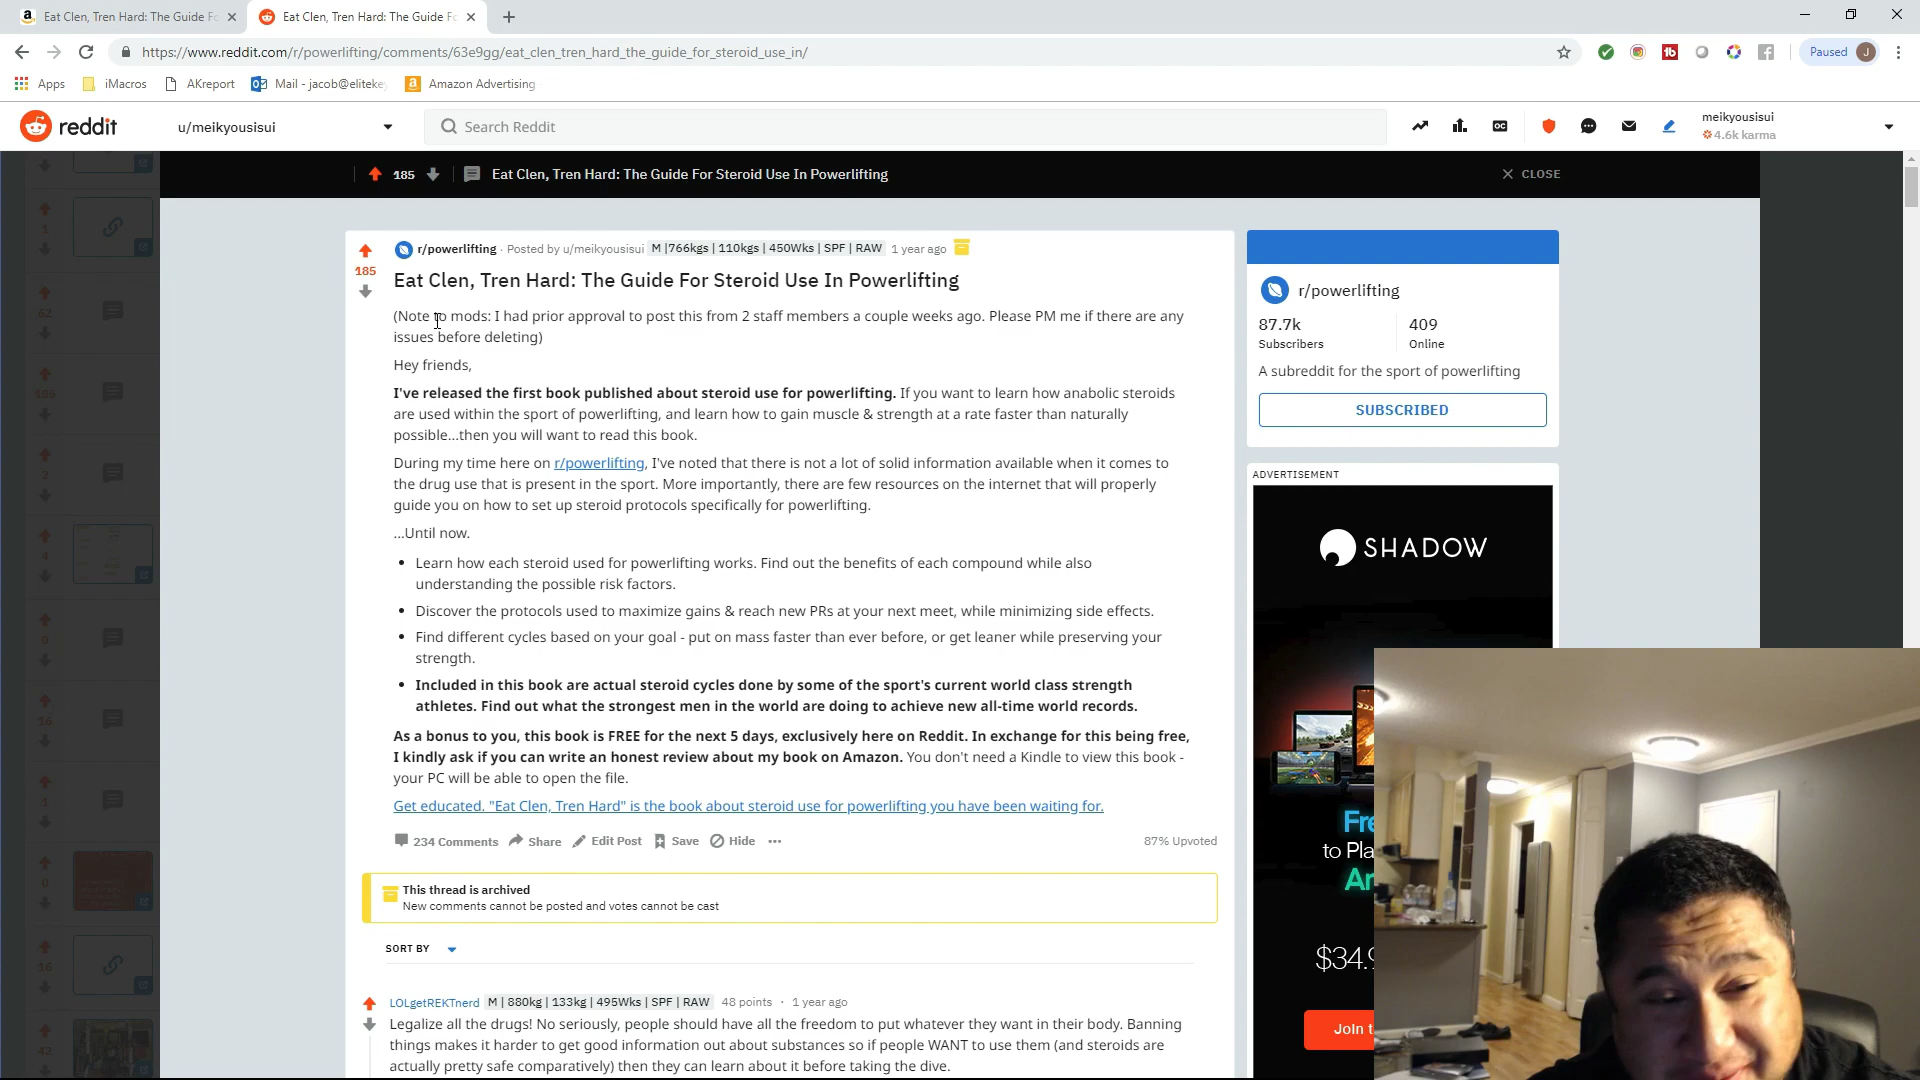 Eat Clen, Tren Hard: The Guide Fo
Eat Clen, Tren Hard: The Guide Fo
https://www.reddit.com/r/powerlifting/comments/63e9gg/eat_clen_tren_hard_the_guide_for_steroid_use_in/
Paused J
Apps iMacros AKreport Mail - jacob@eliteke Amazon Advertising
reddit u/meikyousisui Search Reddit
meikyousisui
4.6k karma
185 Eat Clen, Tren Hard: The Guide For Steroid Use In Powerlifting CLOSE
r/powerlifting · Posted by u/meikyousisui M |766kgs | 110kgs | 450Wks | SPF | RAW 1 year ago
185
Eat Clen, Tren Hard: The Guide For Steroid Use In Powerlifting
(Note to mods: I had prior approval to post this from 2 staff members a couple weeks ago. Please PM me if there are any
issues before deleting)
Hey friends,
I've released the first book published about steroid use for powerlifting. If you want to learn how anabolic steroids
are used within the sport of powerlifting, and learn how to gain muscle & strength at a rate faster than naturally
possible...then you will want to read this book.
During my time here on r/powerlifting, I've noted that there is not a lot of solid information available when it comes to
the drug use that is present in the sport. More importantly, there are few resources on the internet that will properly
guide you on how to set up steroid protocols specifically for powerlifting.
...Until now.
• Learn how each steroid used for powerlifting works. Find out the benefits of each compound while also
understanding the possible risk factors.
• Discover the protocols used to maximize gains & reach new PRs at your next meet, while minimizing side effects.
• Find different cycles based on your goal - put on mass faster than ever before, or get leaner while preserving your
strength.
• Included in this book are actual steroid cycles done by some of the sport's current world class strength
athletes. Find out what the strongest men in the world are doing to achieve new all-time world records.
As a bonus to you, this book is FREE for the next 5 days, exclusively here on Reddit. In exchange for this being free,
I kindly ask if you can write an honest review about my book on Amazon. You don't need a Kindle to view this book -
your PC will be able to open the file.
Get educated. "Eat Clen, Tren Hard" is the book about steroid use for powerlifting you have been waiting for.
234 Comments Share Edit Post Save Hide ••• 87% Upvoted
This thread is archived
New comments cannot be posted and votes cannot be cast
SORT BY
LOLgetREKTnerd M | 880kg | 133kg | 495Wks | SPF | RAW 48 points · 1 year ago
Legalize all the drugs! No seriously, people should have all the freedom to put whatever they want in their body. Banning
things makes it harder to get good information out about substances so if people WANT to use them (and steroids are
actually pretty safe comparatively) then they can learn about it before taking the dive.
r/powerlifting
87.7k 409
Subscribers Online
A subreddit for the sport of powerlifting
SUBSCRIBED
ADVERTISEMENT
SHADOW
Fre
to Pla
Ar
$34.9
Join t
1
62
195
2
4
0
16
1
6
16
42